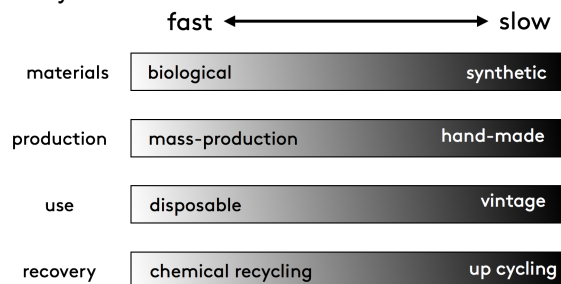 fast slow
materials biological synthetic
production mass-production hand-made
use disposable vintage
recovery chemical recycling up cycling